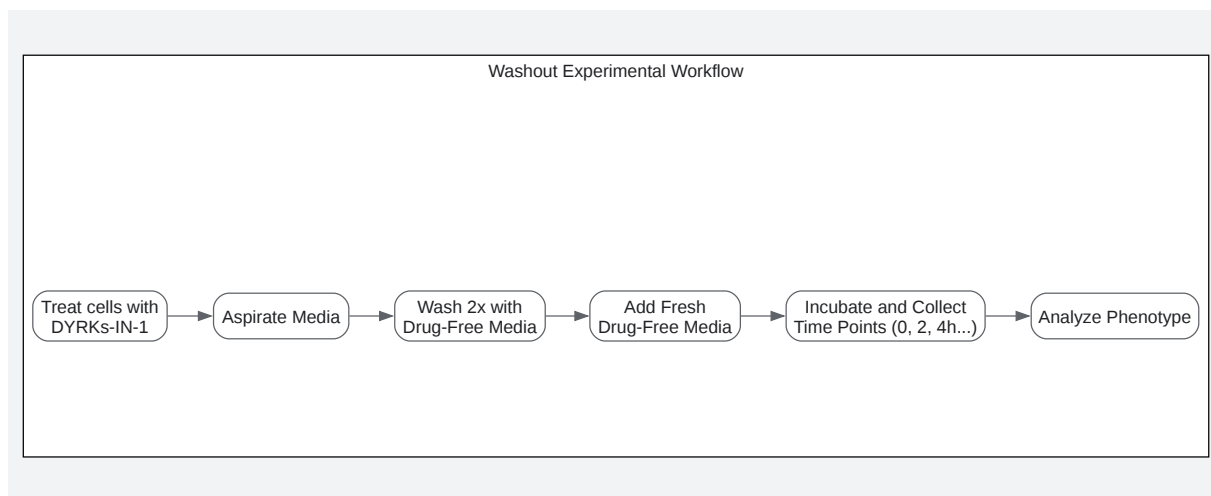 Washout Experimental Workflow
Treat cells with
DYRKs-IN-1
Aspirate Media
Wash 2x with
Drug-Free Media
Add Fresh
Drug-Free Media
Incubate and Collect
Time Points (0, 2, 4h...)
Analyze Phenotype